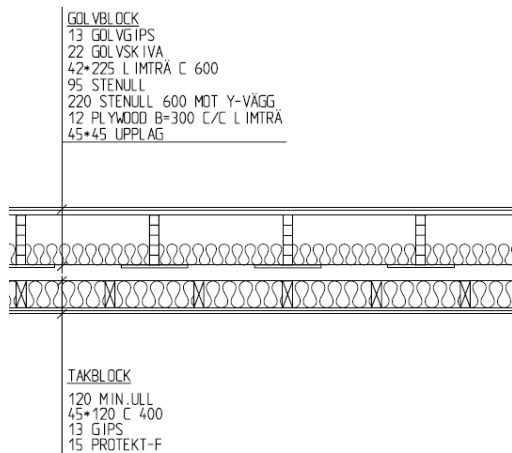 GOLVBLOCK
13 GOLVGIPS
22 GOLVSKIVA
42*225 LIMTRÄ C 600
95 STENULL
220 STENULL 600 MOT Y-VÄGG
12 PLYWOOD B=300 C/C LIMTRÄ
45*45 UPPLAG
TAKBLOCK
120 MIN.ULL
45*120 C 400
13 GIPS
15 PROTEKT-F